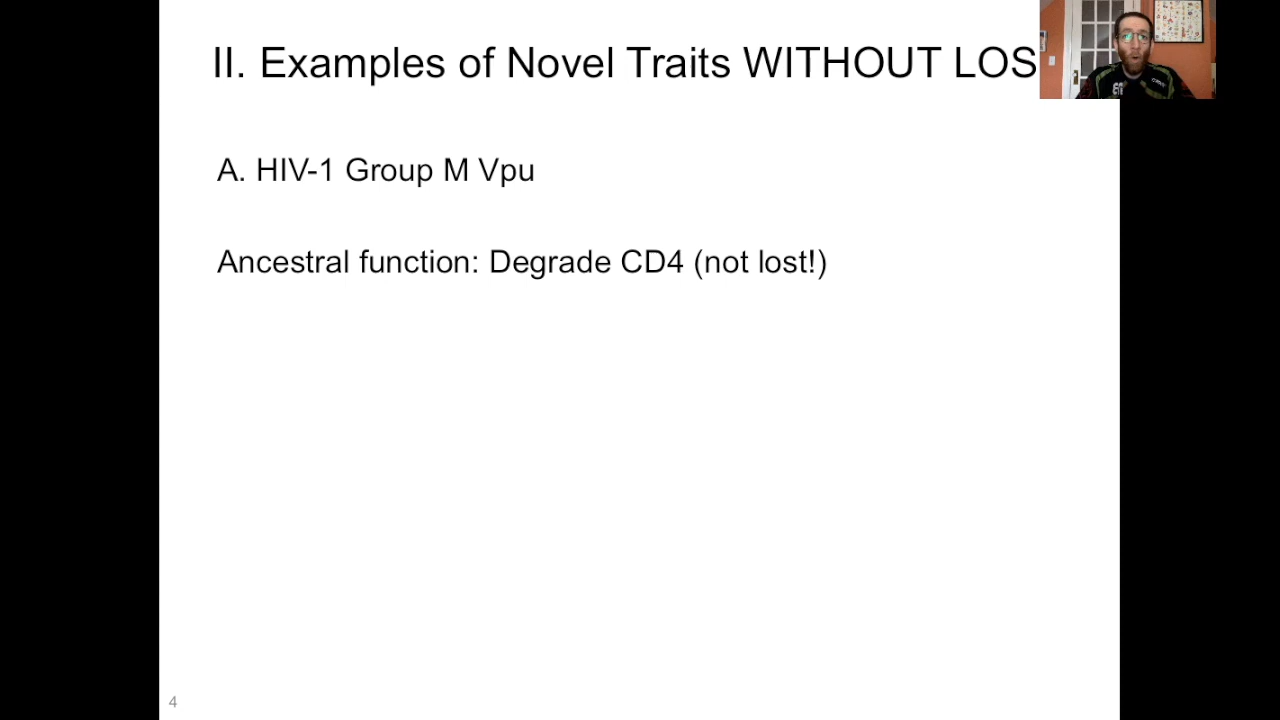 II. Examples of Novel Traits WITHOUT LOS
A. HIV-1 Group M Vpu
Ancestral function: Degrade CD4 (not lost!)
4